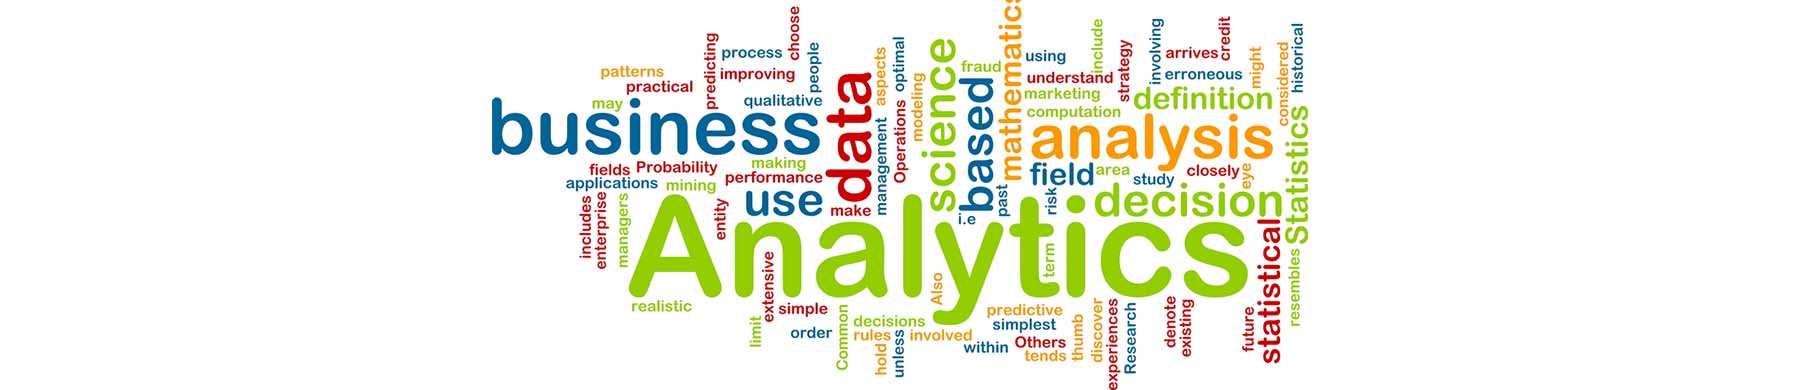 patterns
practical
predicting
process
choose
improving
people
qualitative
may
business
data
aspects
optimal
management
Operations
modeling
science
fraud
based
mathematics
using
include
understand
strategy
marketing
computation
involving
arrives
credit
erroneous
might
considered
historical
definition
analysis
Statistics
fields
Probability
making
applications
mining
performance
use
make
i.e
past
field
area
risk
study
closely
eye
decision
includes
enterprise
managers
entity
Analytics
term
Also
extensive
realistic
simple
limit
order
Common
decisions
rules
hold
unless
involved
predictive
simplest
within
Others
tends
thumb
discover
experiences
Research
denote
existing
future
statistical
resembles